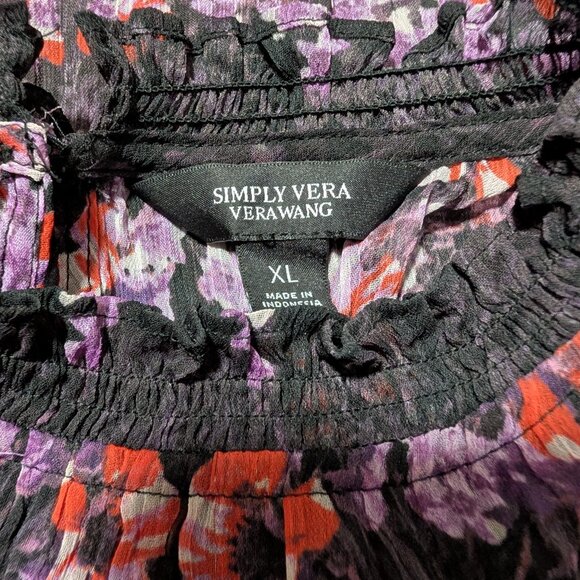 SIMPLY VERA
VERAWANG
XL
MADE IN
INDONESIA